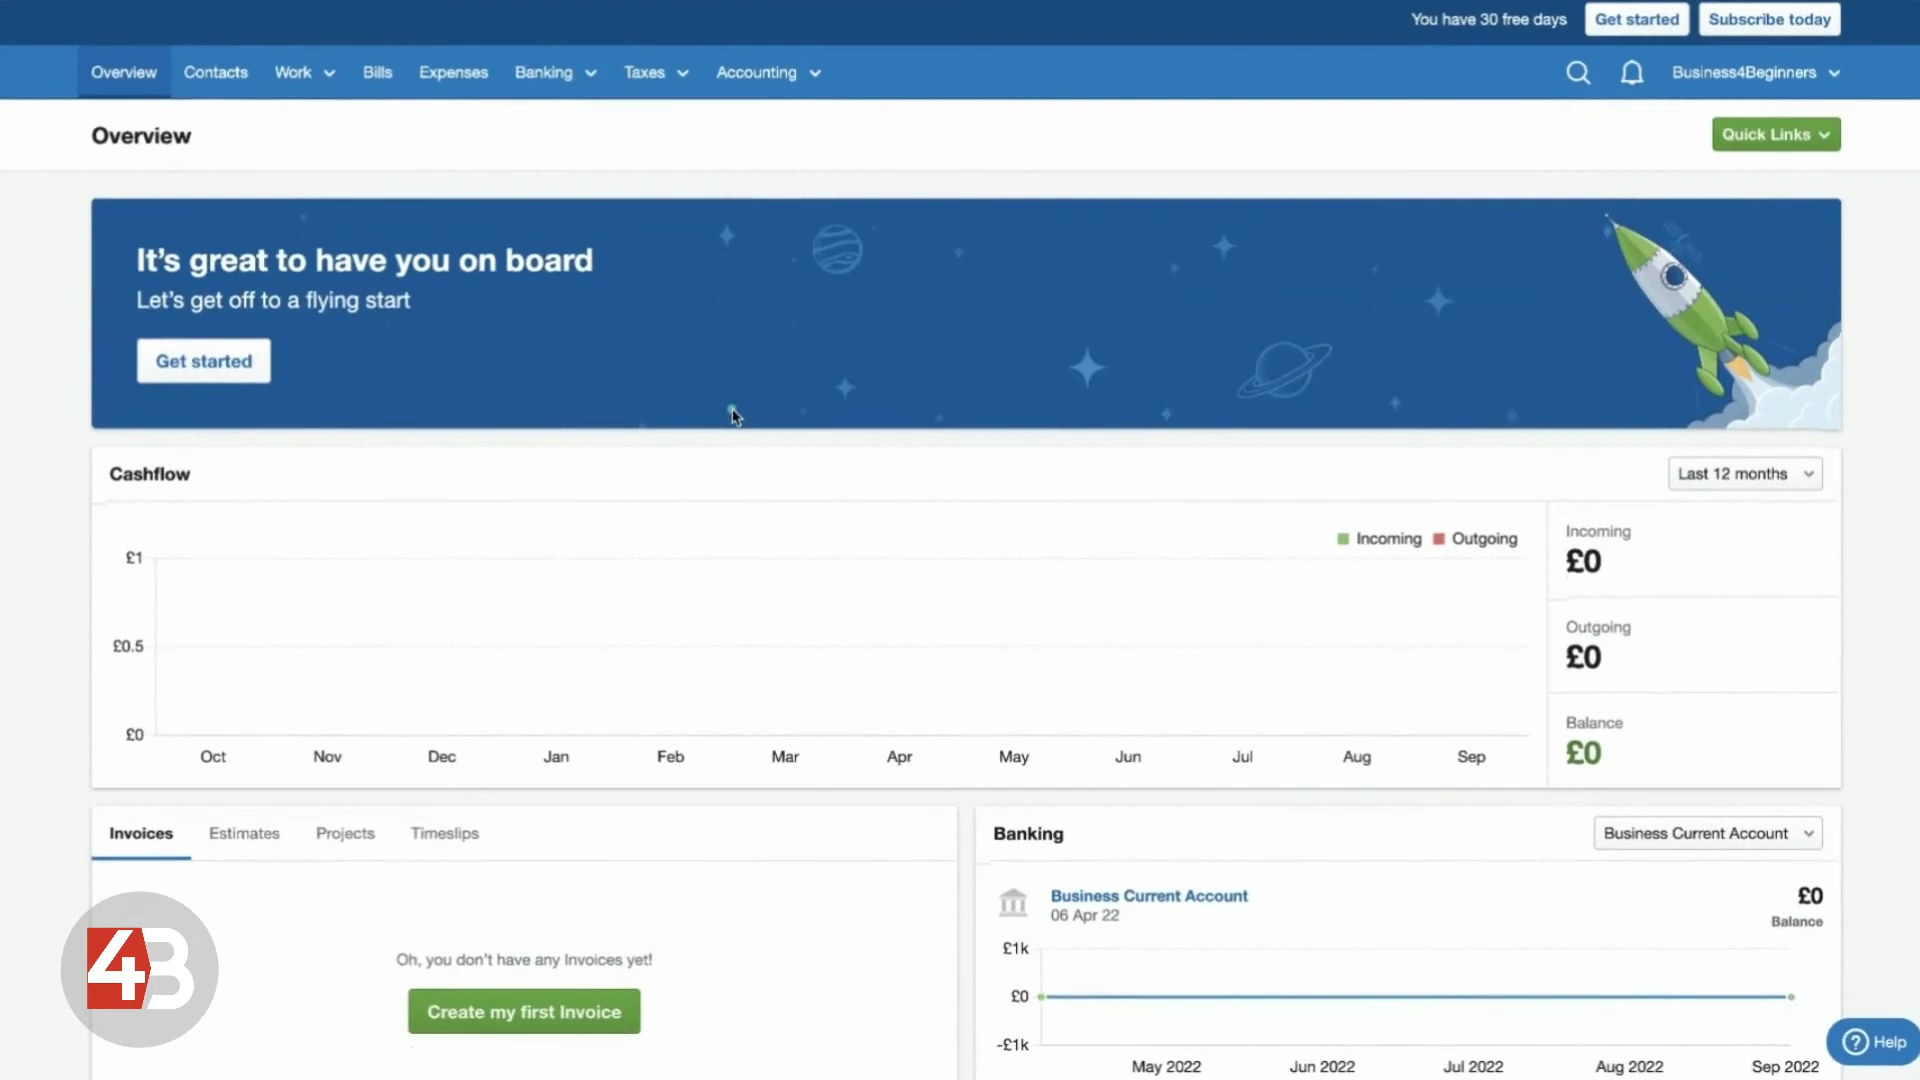 You have 30 free days Get started Subscribe today
Overview Contacts Work Bills Expenses Banking Taxes Accounting Business4Beginners
Overview
Quick Links
It's great to have you on board
Let's get off to a flying start
Get started
Cashflow
Last 12 months
Incoming Outgoing
£1
£0.5
£0
Oct Nov Dec Jan Feb Mar Apr May Jun Jul Aug Sep
Incoming
£0
Outgoing
£0
Balance
£0
Invoices Estimates Projects Timeslips
Oh, you don't have any Invoices yet!
Create my first Invoice
Banking
Business Current Account
Business Current Account
06 Apr 22
£0
Balance
£1k
£0
-£1k
May 2022 Jun 2022 Jul 2022 Aug 2022 Sep 2022
4B
? Help